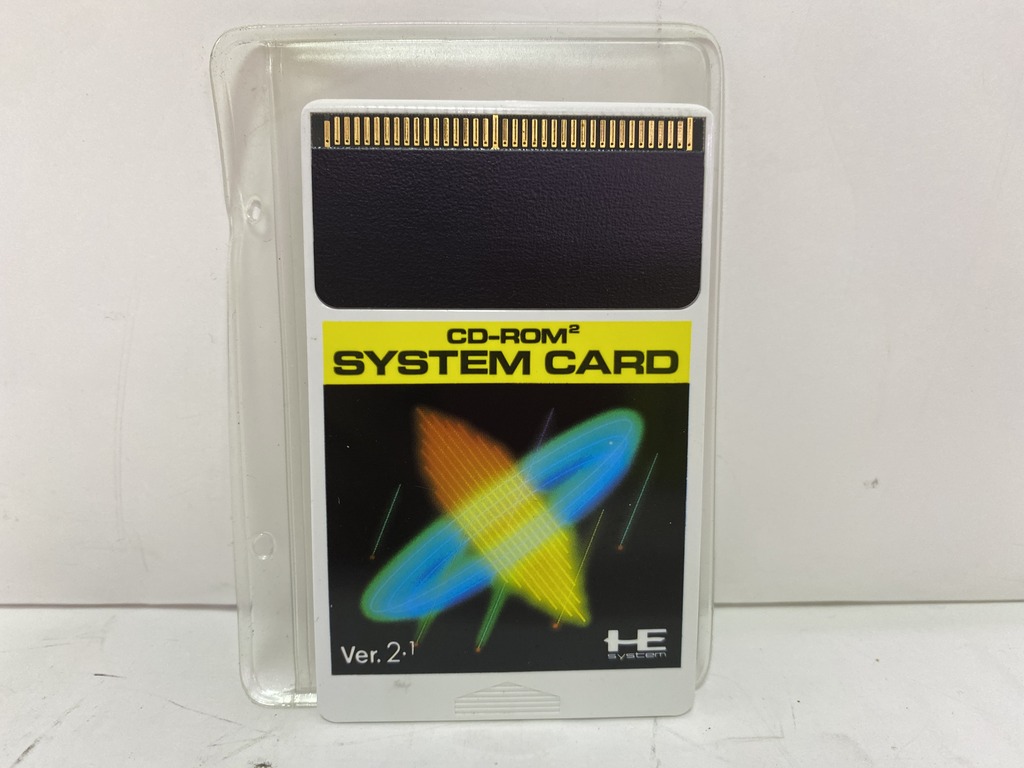 CD-ROM²
SYSTEM CARD
Ver. 2.1
HE
system